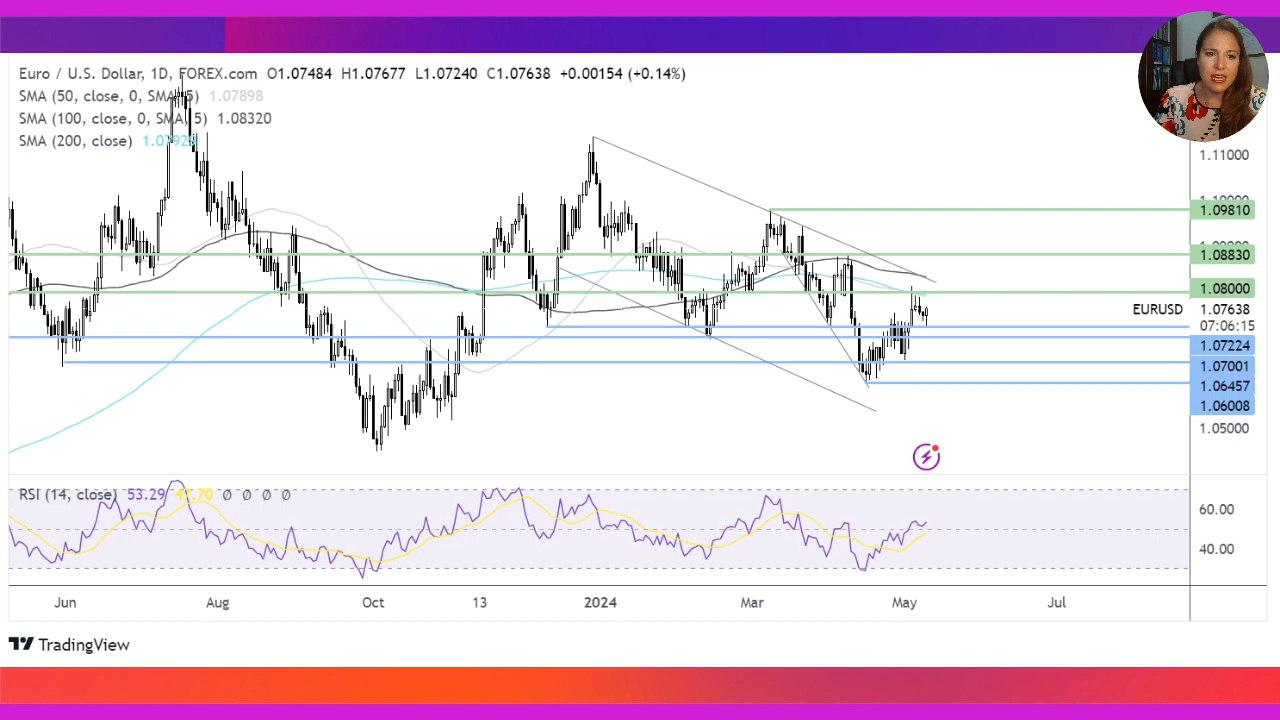 Euro / U.S. Dollar, 1D, FOREX.com O1.07484 H1.07677 L1.07240 C1.07638 +0.00154 (+0.14%)
SMA (50, close, 0, SMA, 5) 1.07898
SMA (100, close, 0, SMA, 5) 1.08320
SMA (200, close)
1.11000
1.09810
1.08830
1.08000
EURUSD 1.07638
07:06:15
1.07224
1.07001
1.06457
1.06008
1.05000
RSI (14, close) 53.29 47.70 Ø Ø Ø Ø
60.00
40.00
Jun Aug Oct 13 2024 Mar May Jul
TradingView